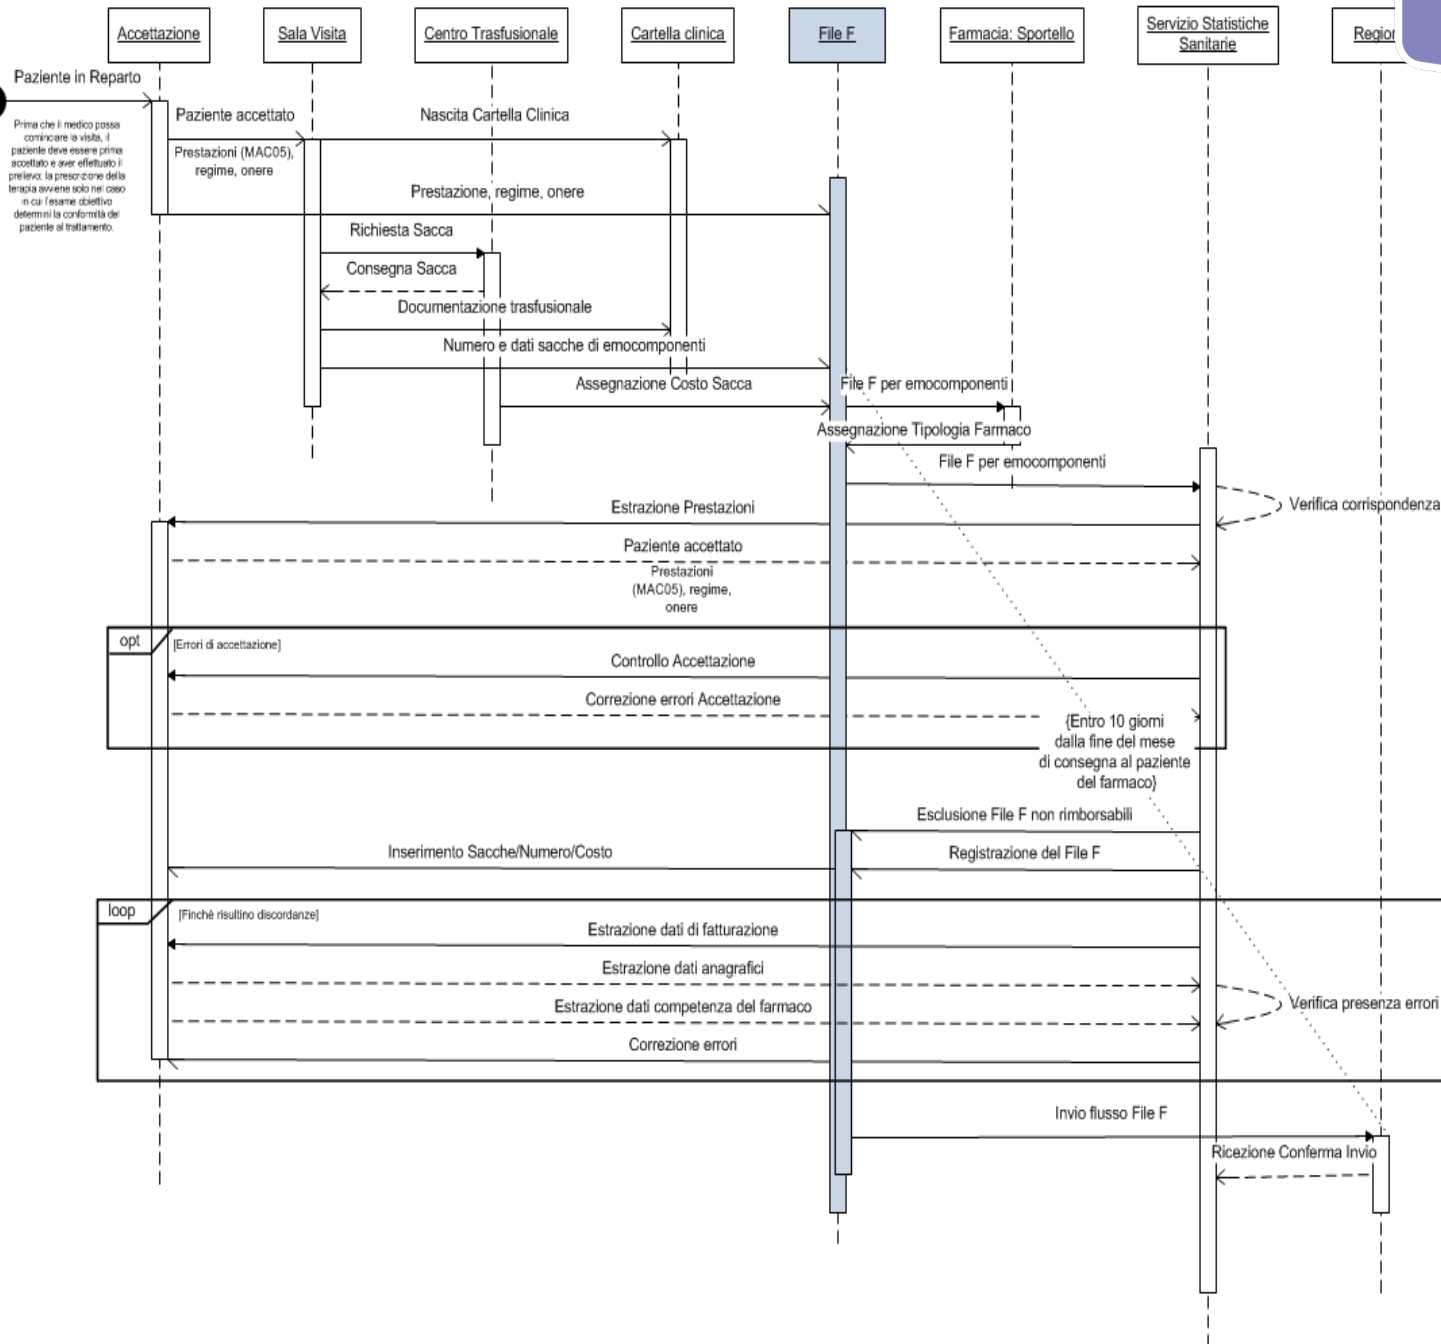 Accettazione
Sala Visita
Centro Trasfusionale
Cartella clinica
File F
Farmacia: Sportello
Servizio Statistiche
Sanitarie
Paziente in Reparto
Prima che il medico possa
cominciare la visita, il
paziente deve essere prima
accettato e aver effettuato il
prelievo: la prescrizione della
terapia avviene solo nel caso
in cui l'esame obiettivo
determini la conformità del
paziente al trattamento.
Paziente accettato
Prestazioni (MAC05),
regime, onere
Nascita Cartella Clinica
Prestazione, regime, onere
Richiesta Sacca
Consegna Sacca
Documentazione trasfusionale
Numero e dati sacche di emocomponenti
Assegnazione Costo Sacca
File F per emocomponenti
Assegnazione Tipologia Farmaco
File F per emocomponenti
Verifica corrispondenza
Estrazione Prestazioni
Paziente accettato
Prestazioni
(MAC05), regime,
onere
opt
[Errori di accettazione]
Controllo Accettazione
Correzione errori Accettazione
{Entro 10 giorni
dalla fine del mese
di consegna al paziente
del farmaco}
Esclusione File F non rimborsabili
Inserimento Sacche/Numero/Costo
Registrazione del File F
loop
[Finchè risultino discordanze]
Estrazione dati di fatturazione
Estrazione dati anagrafici
Estrazione dati competenza del farmaco
Verifica presenza errori
Correzione errori
Invio flusso File F
Ricezione Conferma Invio